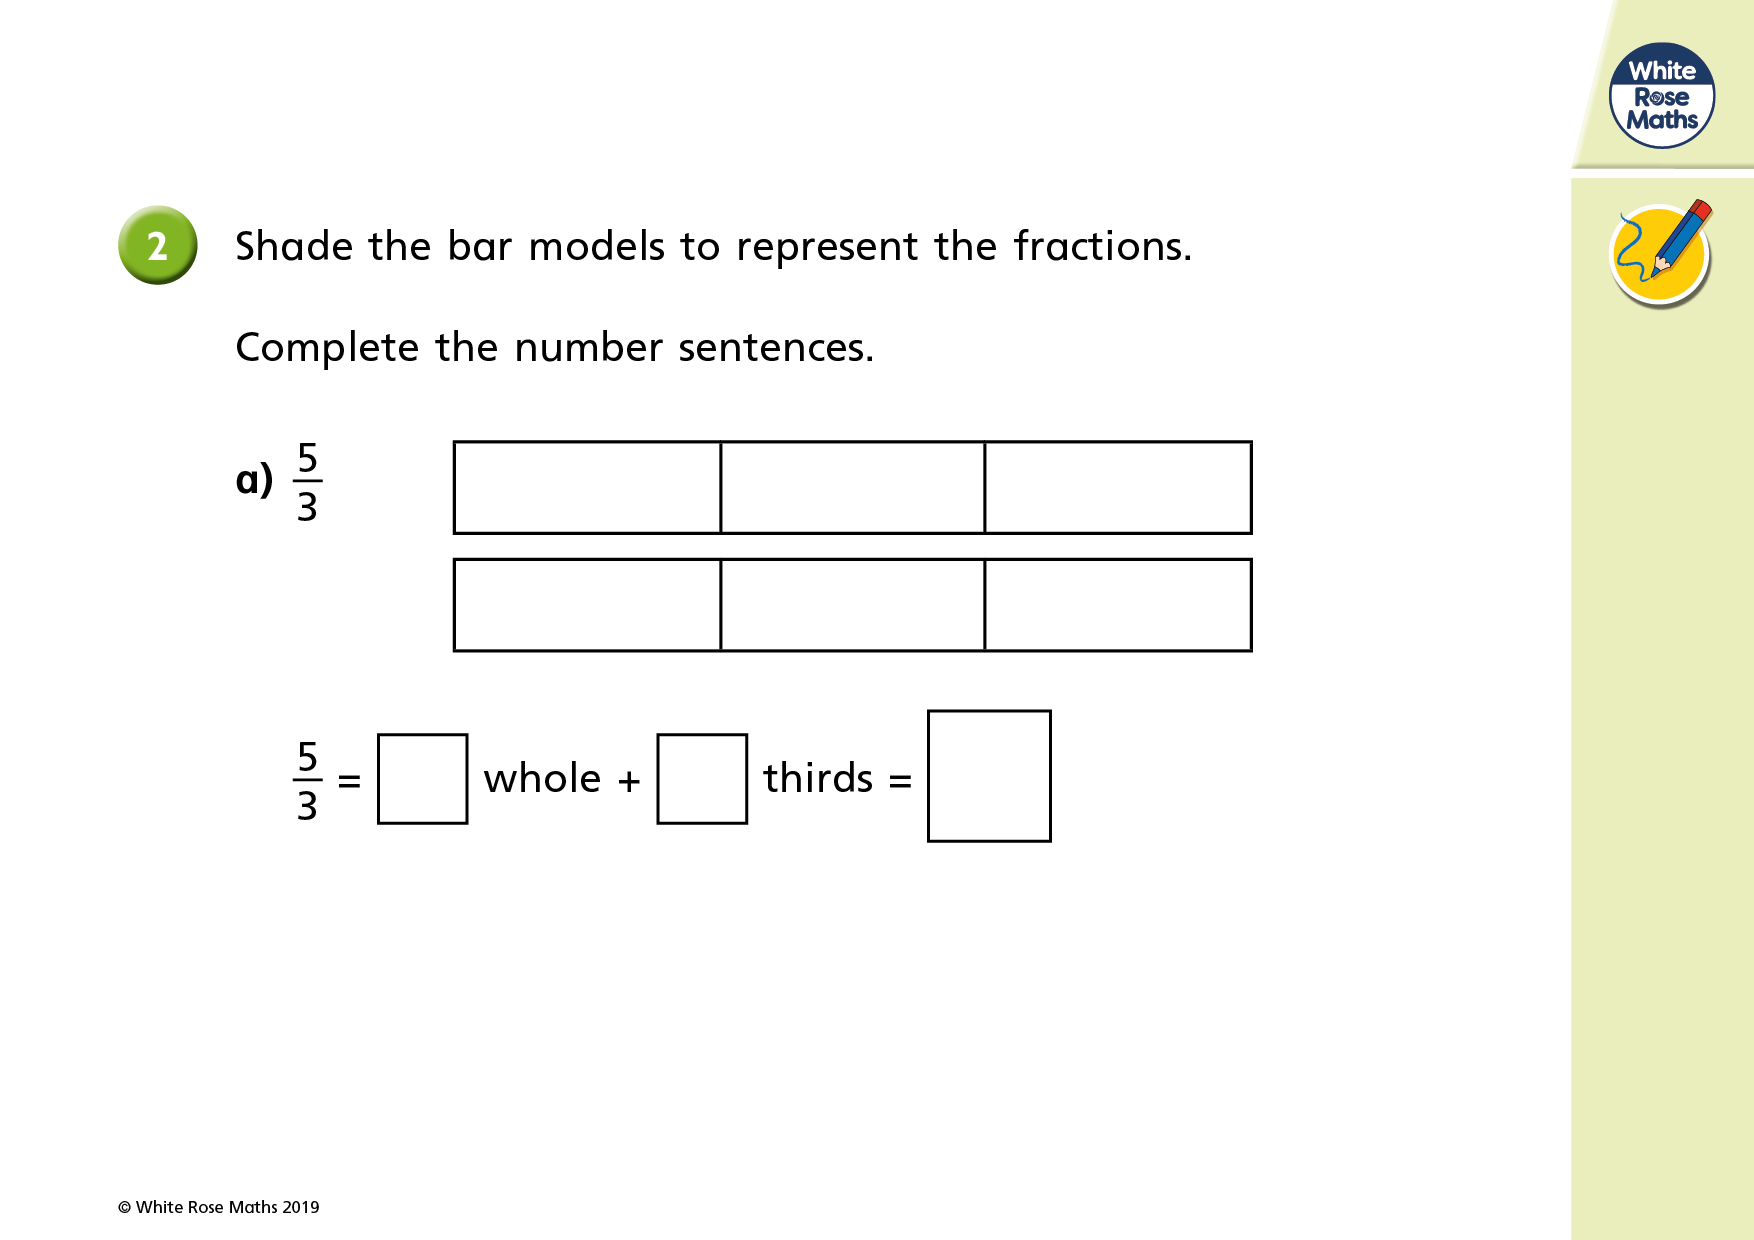 White
Rose
Maths
2 Shade the bar models to represent the fractions.
Complete the number sentences.
a) 5/3
5/3 = whole + thirds =
© White Rose Maths 2019